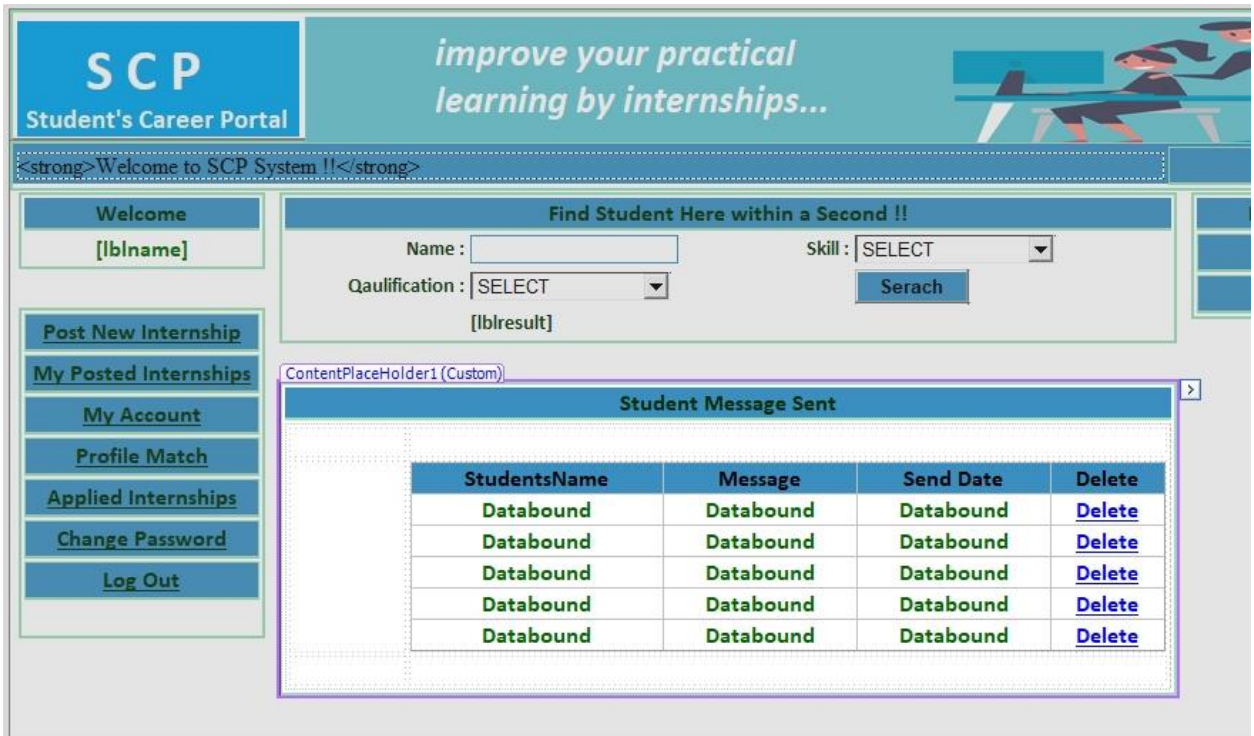 S C P
Student's Career Portal
improve your practical
learning by internships...
<strong>Welcome to SCP System !!</strong>
Welcome
[lblname]
Post New Internship
My Posted Internships
My Account
Profile Match
Applied Internships
Change Password
Log Out
Find Student Here within a Second !!
Name : Skill : SELECT
Qaulification : SELECT Serach
[lblresult]
ContentPlaceHolder1 (Custom)
Student Message Sent
StudentsName Message Send Date Delete
Databound Databound Databound Delete
Databound Databound Databound Delete
Databound Databound Databound Delete
Databound Databound Databound Delete
Databound Databound Databound Delete